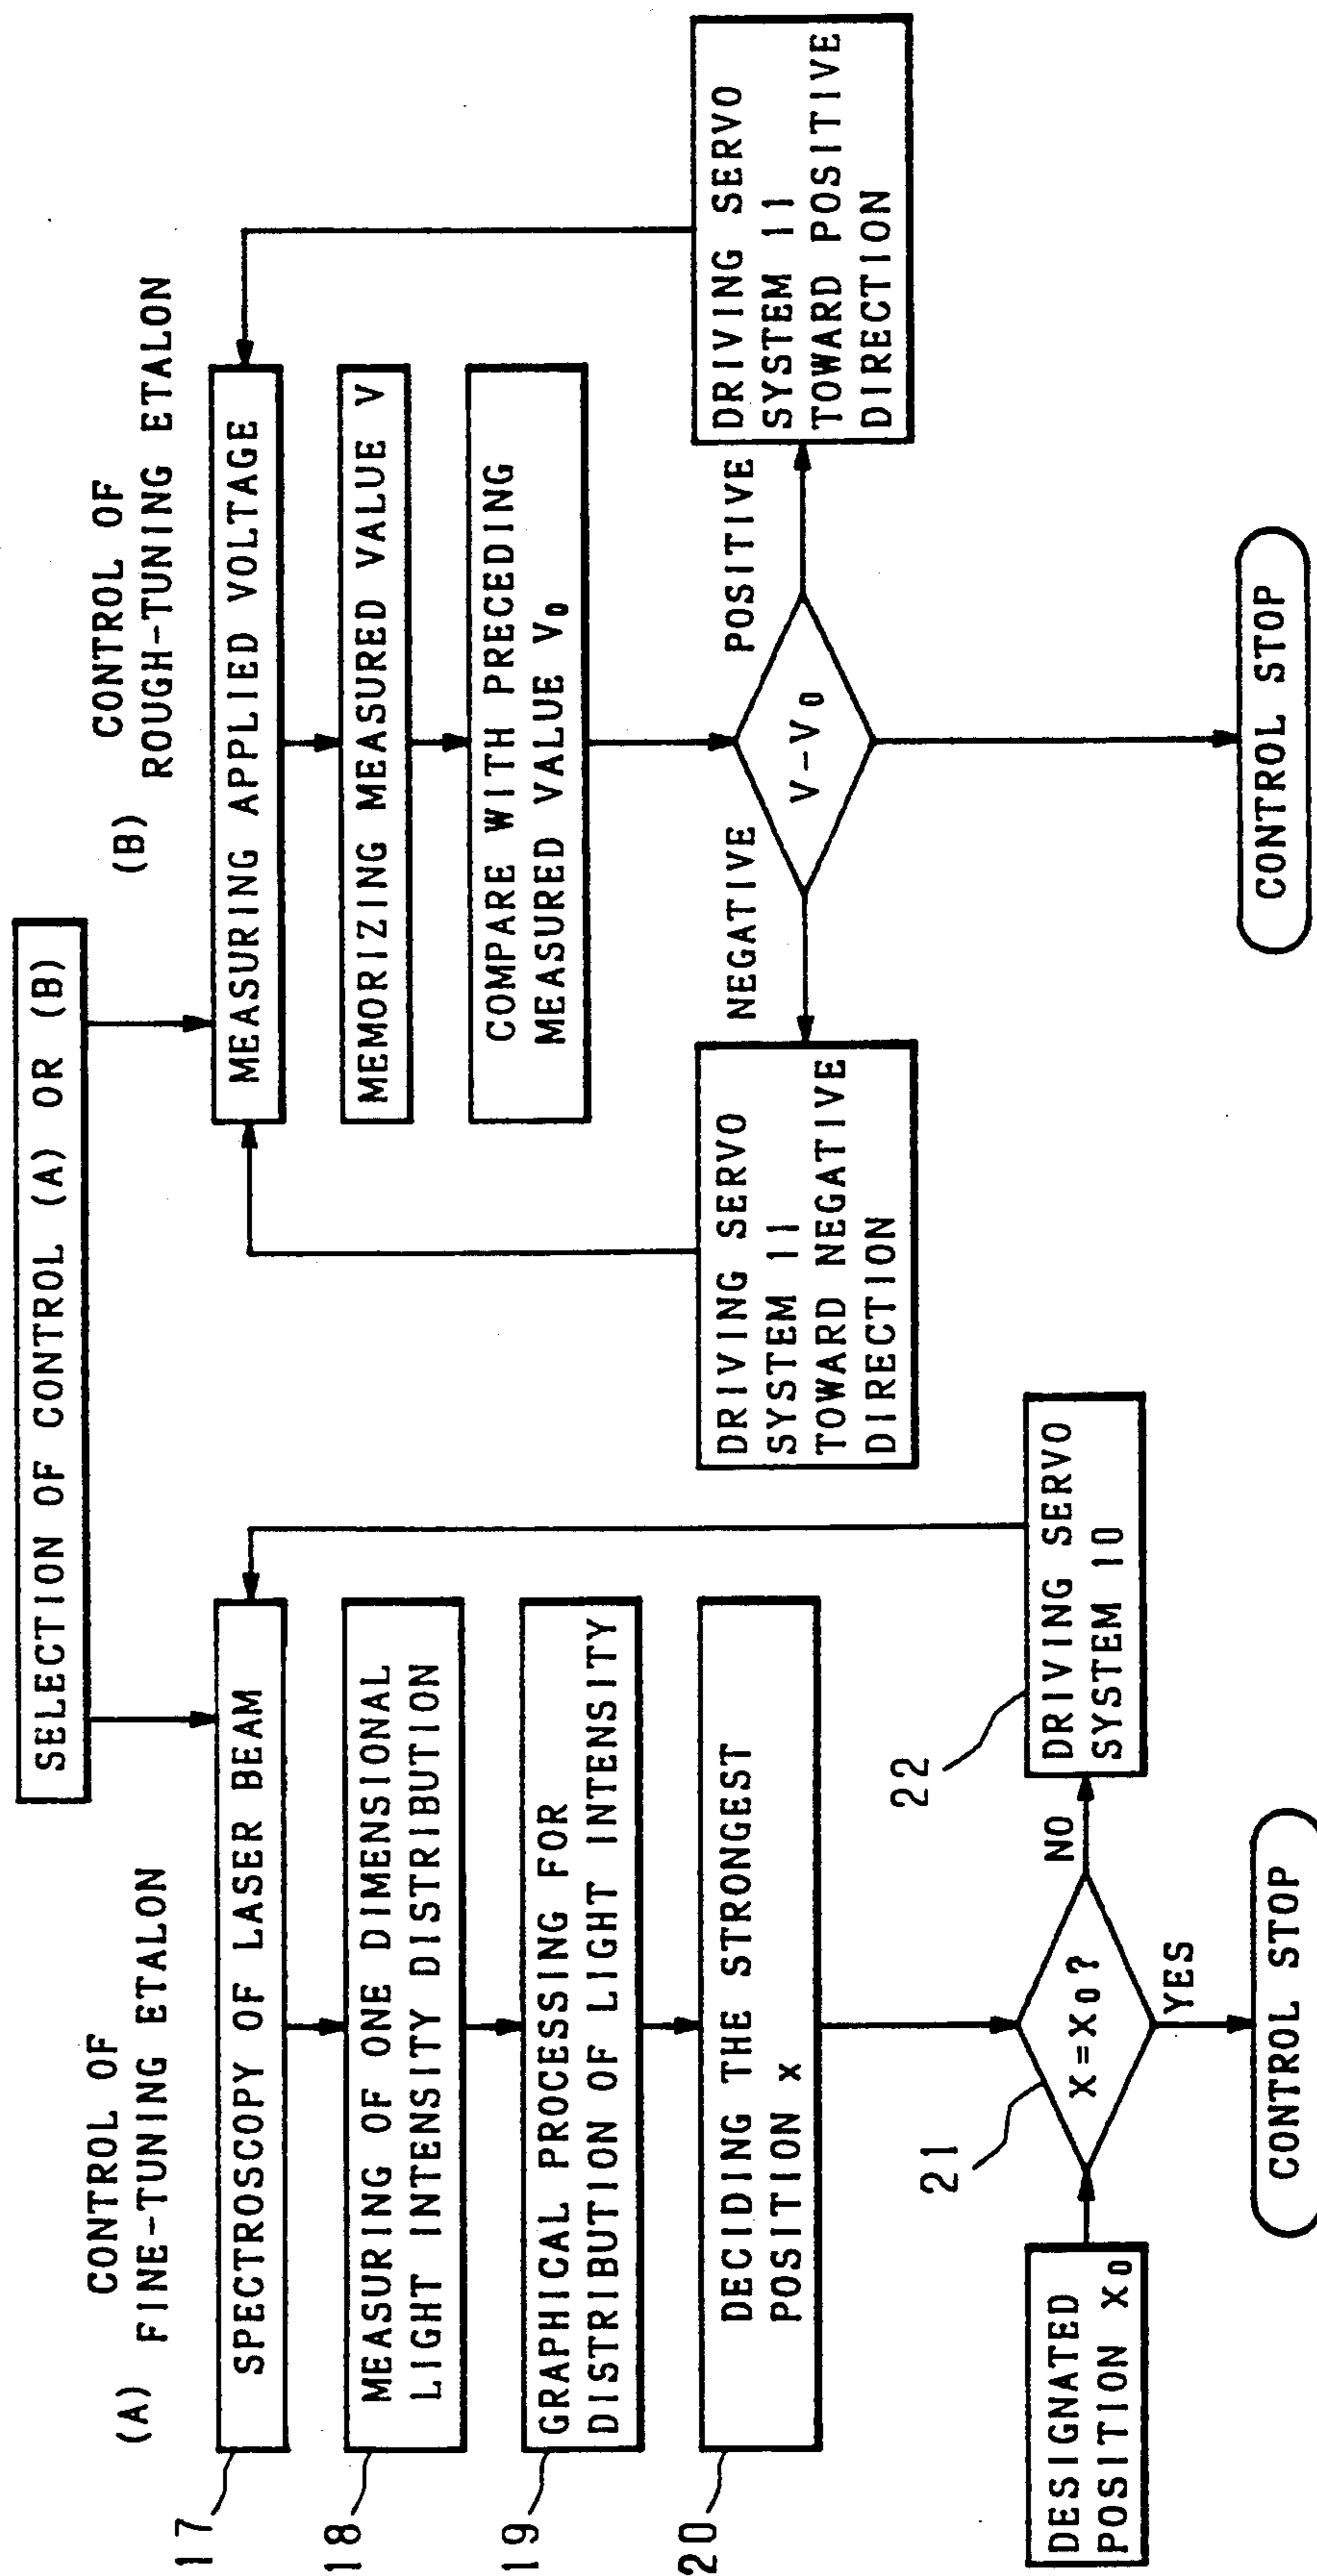 SELECTION OF CONTROL (A) OR (B)
CONTROL OF
(A) FINE-TUNING ETALON
17
SPECTROSCOPY OF LASER BEAM
18
MEASURING OF ONE DIMENSIONAL
LIGHT INTENSITY DISTRIBUTION
19
GRAPHICAL PROCESSING FOR
DISTRIBUTION OF LIGHT INTENSITY
20
DECIDING THE STRONGEST
POSITION x
DESIGNATED
POSITION X₀
21
X=X₀?
NO
YES
22
DRIVING SERVO
SYSTEM 10
CONTROL STOP
CONTROL OF
(B) ROUGH-TUNING ETALON
MEASURING APPLIED VOLTAGE
MEMORIZING MEASURED VALUE V
COMPARE WITH PRECEDING
MEASURED VALUE V₀
NEGATIVE
V-V₀
POSITIVE
DRIVING SERVO
SYSTEM 11
TOWARD NEGATIVE
DIRECTION
DRIVING SERVO
SYSTEM 11
TOWARD POSITIVE
DIRECTION
CONTROL STOP